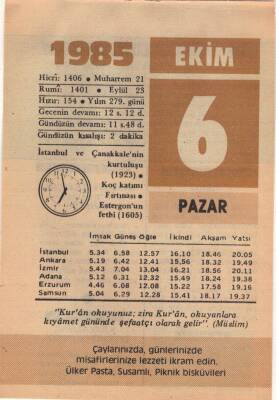 1985
EKİM
Hicrî: 1406 • Muharrem 21
Rumî: 1401 • Eylül 23
Hızır: 154 • Yılın 279. günü
Gecenin devamı: 12 s. 12 d.
Gündüzün devamı: 11 s. 48 d.
Gündüzün kısalışı: 2 dakika
6
PAZAR
İstanbul ve Çanakkale'nin
kurtuluşu
(1923) •
Koç katımı
Fırtınası •
Estergon'un
fethi (1605)
İmsak Güneş Öğle İkindi Akşam Yatsı
İstanbul 5.34 6.58 12.57 16.10 18.46 20.05
Ankara 5.19 6.42 12.41 15.56 18.32 19.49
İzmir 5.43 7.04 13.04 16.21 18.56 20.11
Adana 5.12 6.31 12.32 15.49 18.24 19.38
Erzurum 4.46 6.08 12.08 15.22 17.58 19.16
Samsun 5.04 6.29 12.28 15.41 18.17 19.37
"Kur'ân okuyunuz; zira Kur'ân, okuyanlara
kıyâmet gününde şefaatçı olarak gelir". (Müslim)
Çaylarınızda, günlerinizde
misafirlerinize lezzeti ikram edin.
Ülker Pasta, Susamlı, Piknik bisküvileri